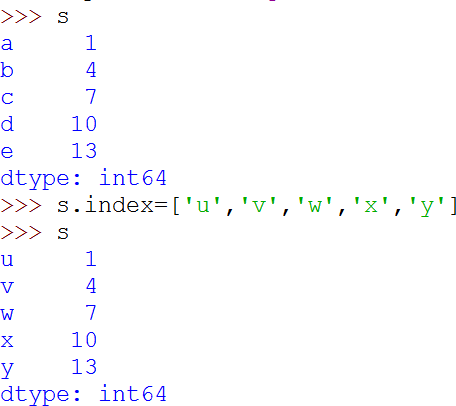 >>> s
a      1
b      4
c      7
d     10
e     13
dtype: int64
>>> s.index=['u','v','w','x','y']
>>> s
u      1
v      4
w      7
x     10
y     13
dtype: int64